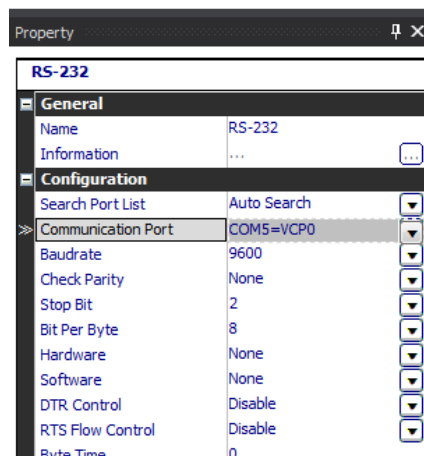 Property
RS-232
General
Name RS-232
Information ... ...
Configuration
Search Port List Auto Search
Communication Port COM5=VCP0
Baudrate 9600
Check Parity None
Stop Bit 2
Bit Per Byte 8
Hardware None
Software None
DTR Control Disable
RTS Flow Control Disable
Byte Time 0